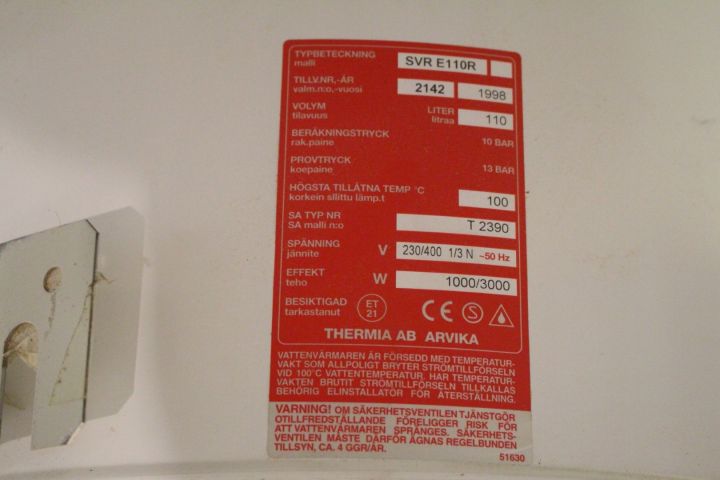 TYPBETECKNING
malli
SVR E110R
TILLV.NR,-ÅR
valm.n:o,-vuosi
2142 1998
VOLYM LITER
tilavuus litraa 110
BERÄKNINGSTRYCK
rak.paine 10 BAR
PROVTRYCK
koepaine 13 BAR
HÖGSTA TILLÅTNA TEMP °C
korkein sllittu lämp.t 100
SA TYP NR
SA malli n:o T 2390
SPÄNNING
jännite V 230/400 1/3 N ~50 Hz
EFFEKT
teho W 1000/3000
BESIKTIGAD
tarkastanut ET 21 CE S
THERMIA AB ARVIKA
VATTENVÄRMAREN ÄR FÖRSEDD MED TEMPERATUR-
VAKT SOM ALLPOLIGT BRYTER STRÖMTILLFÖRSELN
VID 100°C VATTENTEMPERATUR. HAR TEMPERATUR-
VAKTEN BRUTIT STRÖMTILLFÖRSELN TILLKALLAS
BEHÖRIG ELINSTALLATÖR FÖR ÅTERSTÄLLNING.
VARNING! OM SÄKERHETSVENTILEN TJÄNSTGÖR
OTILLFREDSTÄLLANDE FÖRELIGGER RISK FÖR
ATT VATTENVÄRMAREN SPRÄNGES. SÄKERHETS-
VENTILEN MÅSTE DÄRFÖR ÄGNAS REGELBUNDEN
TILLSYN, CA. 4 GGR/ÅR.
51630